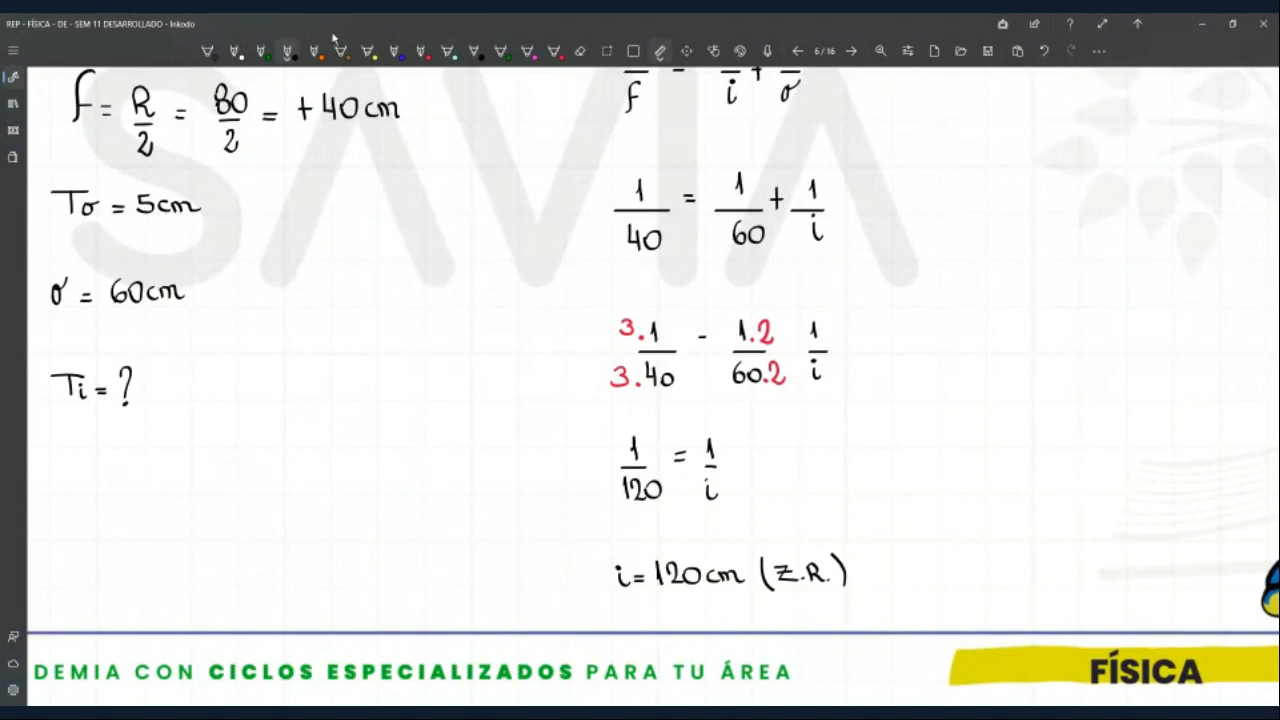 REP - FÍSICA - DE - SEM 11 DESARROLLADO - Inkodo
6/16
f = R/2 = 80/2 = +40cm
To = 5cm
o = 60cm
Ti = ?
f = i + o
1/40 = 1/60 + 1/i
3.1/3.40 - 1.2/60.2 1/i
1/120 = 1/i
i = 120cm (Z.R.)
SAVIA
DEMIA CON CICLOS ESPECIALIZADOS PARA TU ÁREA
FÍSICA